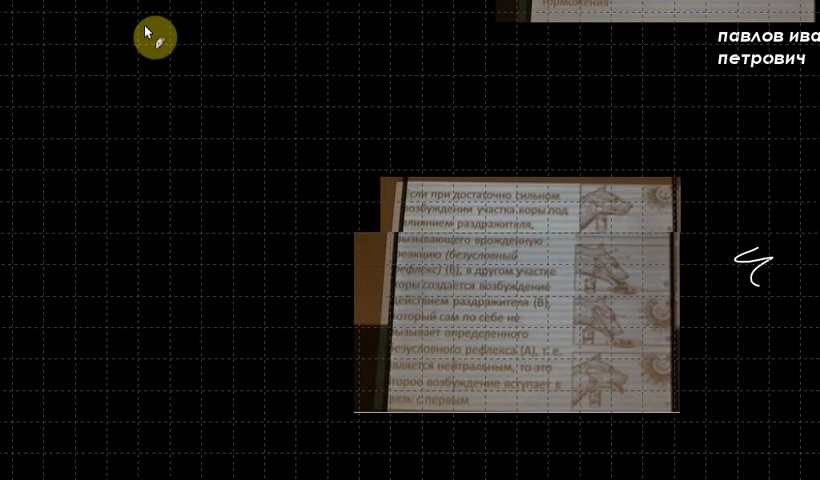 торможения
павлов ива
петрович
Если при достаточно сильном
возбуждении участка коры под
влиянием раздражителя,
вызывающего врожденную
реакцию (безусловный
рефлекс) (В), в другом участке
коры создается возбуждение
действием раздражителя (В),
который сам по себе не
вызывает определенного
безусловного рефлекса (А), т. е.
является нейтральным, то это
второе возбуждение вступает в
связь с первым